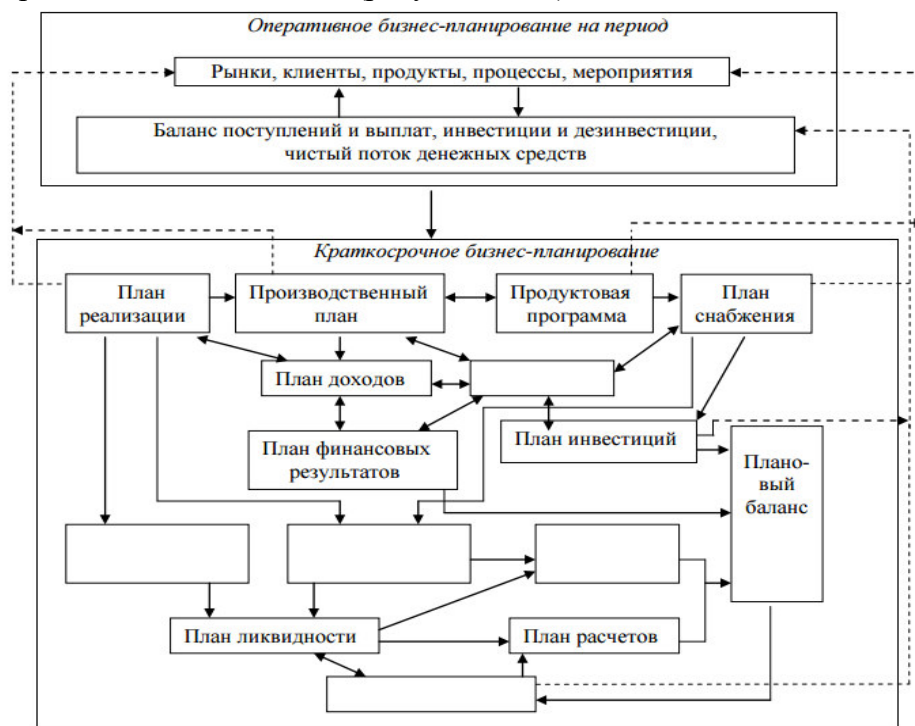 Оперативное бизнес-планирование на период
Рынки, клиенты, продукты, процессы, мероприятия
Баланс поступлений и выплат, инвестиции и дезинвестиции,
чистый поток денежных средств
Краткосрочное бизнес-планирование
План
реализации
Производственный
план
Продуктовая
программа
План
снабжения
План доходов
План финансовых
результатов
План инвестиций
Плано-
вый
баланс
План ликвидности
План расчетов